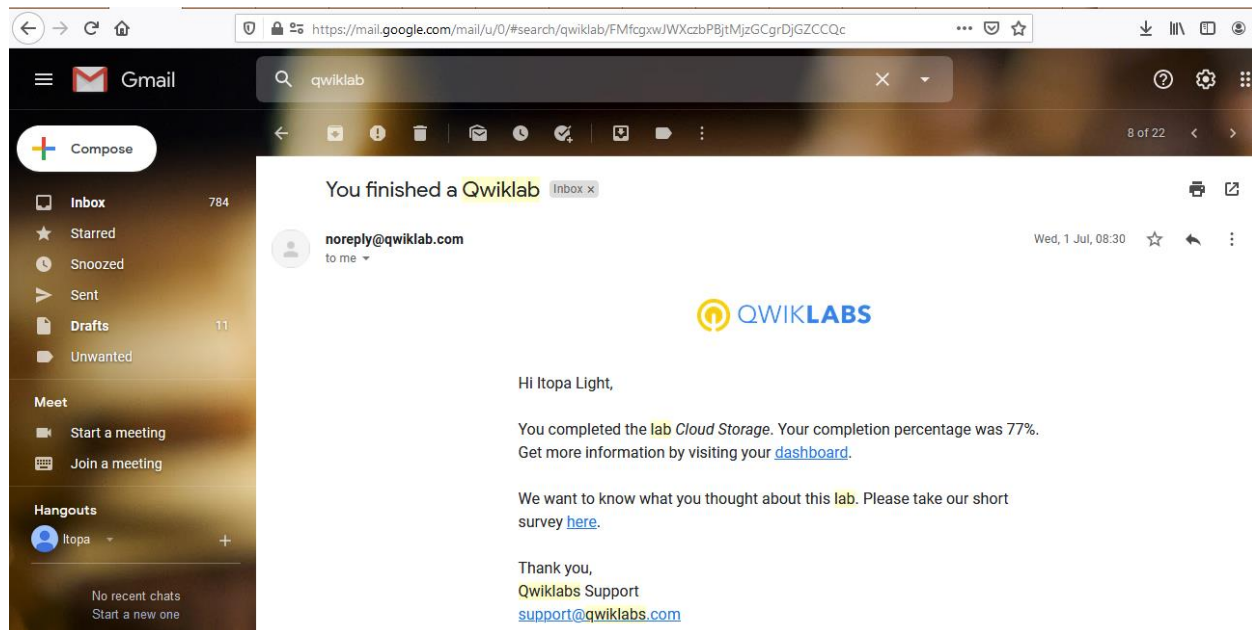 https://mail.google.com/mail/u/0/#search/qwiklab/FMfcgxwJWXczbPBjtMjzGCgrDjGZCCQc
Gmail
qwiklab
Compose
8 of 22
Inbox 784
Starred
Snoozed
Sent
Drafts 11
Unwanted
Meet
Start a meeting
Join a meeting
Hangouts
Itopa
No recent chats
Start a new one
You finished a Qwiklab Inbox x
noreply@qwiklab.com
Wed, 1 Jul, 08:30
to me
QWIKLABS
Hi Itopa Light,
You completed the lab Cloud Storage. Your completion percentage was 77%.
Get more information by visiting your dashboard.
We want to know what you thought about this lab. Please take our short
survey here.
Thank you,
Qwiklabs Support
support@qwiklabs.com